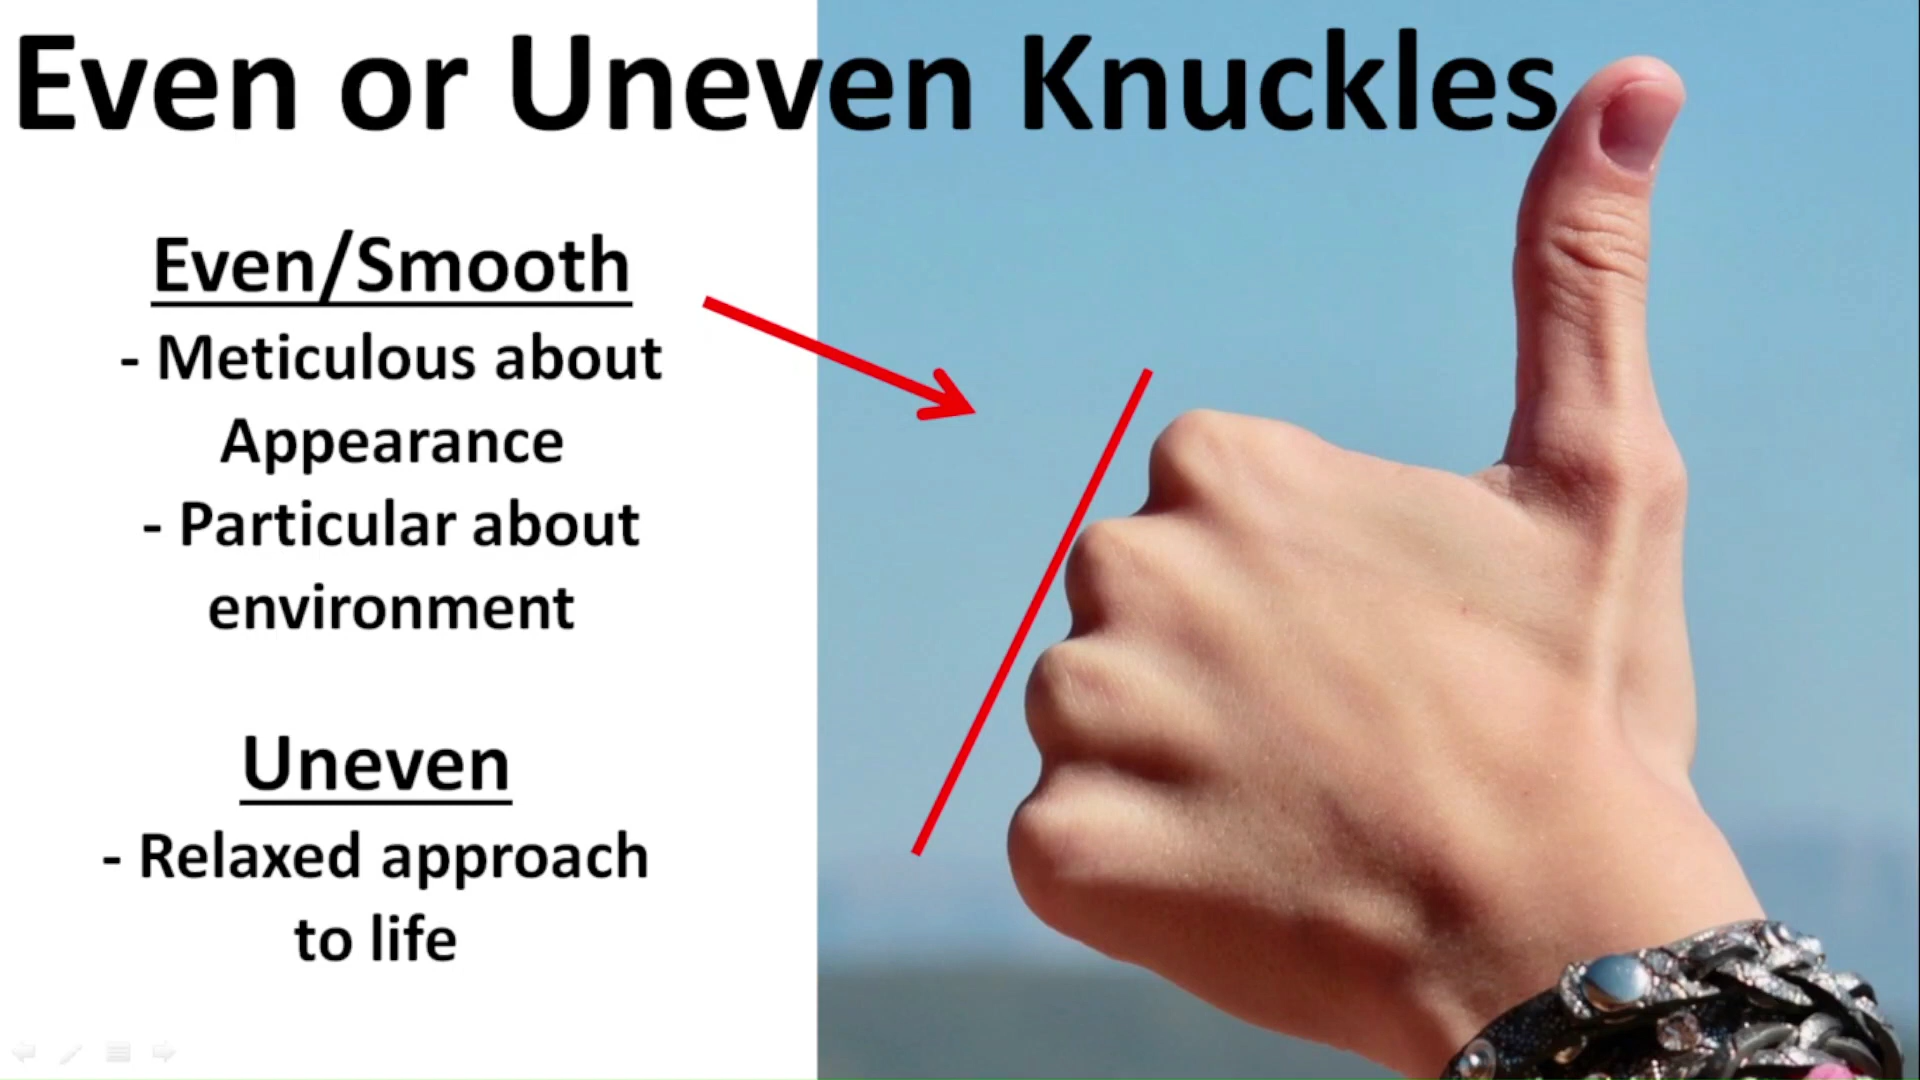 Even or Uneven Knuckles
Even/Smooth
- Meticulous about
Appearance
- Particular about
environment
Uneven
- Relaxed approach
to life